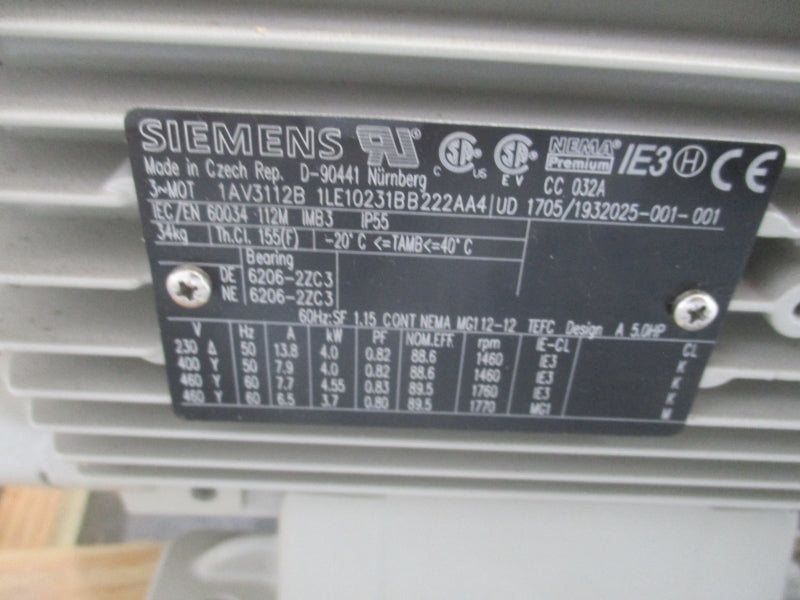 SIEMENS ® C SA US SA EV NEMA Premium ® IE3 H CE
Made in Czech Rep. D-90441 Nürnberg CC 032A
3~MOT 1AV3112B 1LE10231BB222AA4 UD 1705/1932025-001-001
IEC/EN 60034 112M IMB3 IP55
34kg Th.Cl. 155(F) -20°C <=TAMB<=40°C
Bearing
DE 6206-2ZC3
NE 6206-2ZC3
60Hz:SF 1.15 CONT NEMA MG112-12 TEFC Design A 5.0HP
V Hz A kW PF NOM.EFF. rpm IE-CL CL
230 Δ 50 13.8 4.0 0.82 88.6 1460 IE3 K
400 Y 50 7.9 4.0 0.82 88.6 1460 IE3 K
460 Y 60 7.7 4.55 0.83 89.5 1760 IE3 K
460 Y 60 6.5 3.7 0.80 89.5 1770 MG1 M